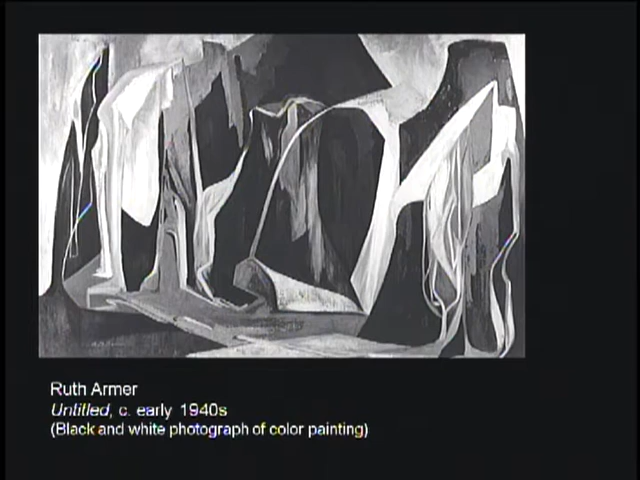 Ruth Armer
Untitled, c. early 1940s
(Black and white photograph of color painting)